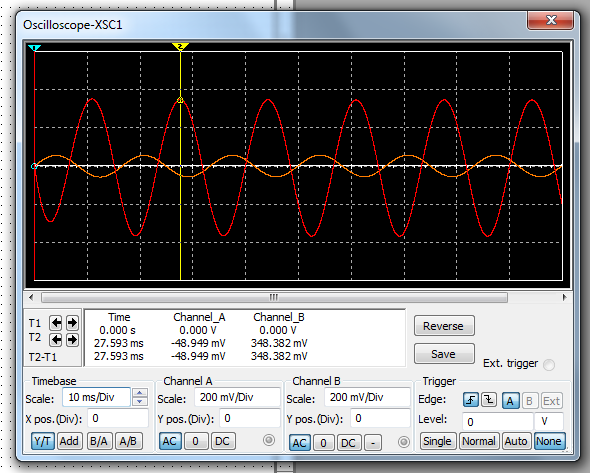 Oscilloscope-XSC1
1 2
Time Channel_A Channel_B
T1 0.000 s 0.000 V 0.000 V
T2 27.593 ms -48.949 mV 348.382 mV
T2-T1 27.593 ms -48.949 mV 348.382 mV
Reverse
Save
Ext. trigger
Timebase
Scale: 10 ms/Div
X pos.(Div): 0
Y/T Add B/A A/B
Channel A
Scale: 200 mV/Div
Y pos.(Div): 0
AC 0 DC
Channel B
Scale: 200 mV/Div
Y pos.(Div): 0
AC 0 DC -
Trigger
Edge: A B Ext
Level: 0 V
Single Normal Auto None